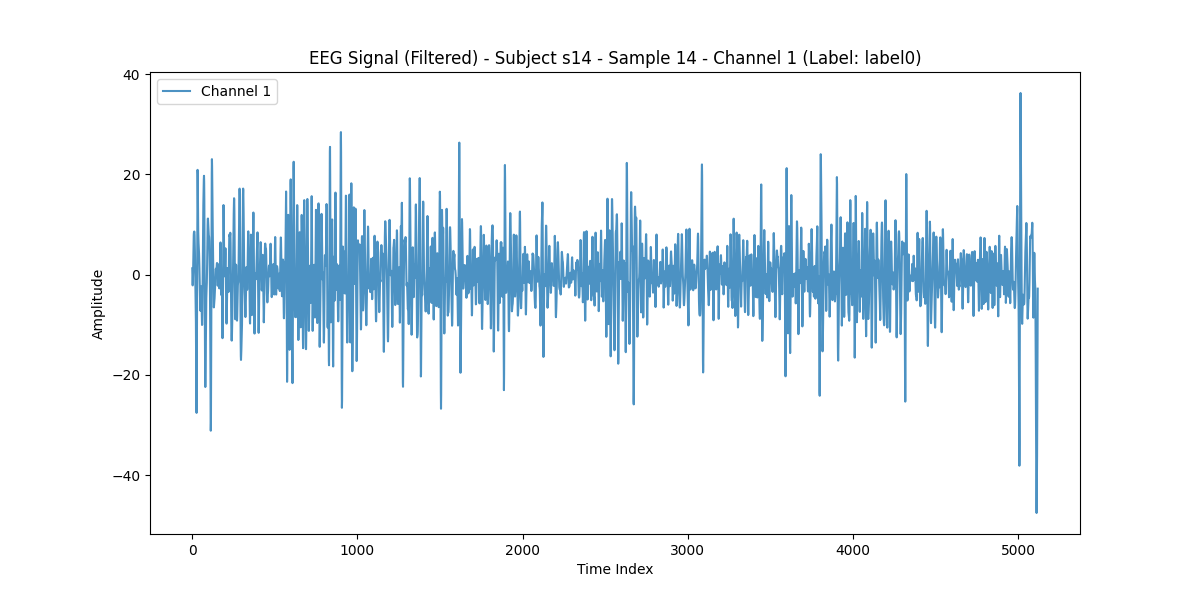 EEG Signal (Filtered) - Subject s14 - Sample 14 - Channel 1 (Label: label0)
Channel 1
40
20
0
−20
−40
Amplitude
0 1000 2000 3000 4000 5000
Time Index